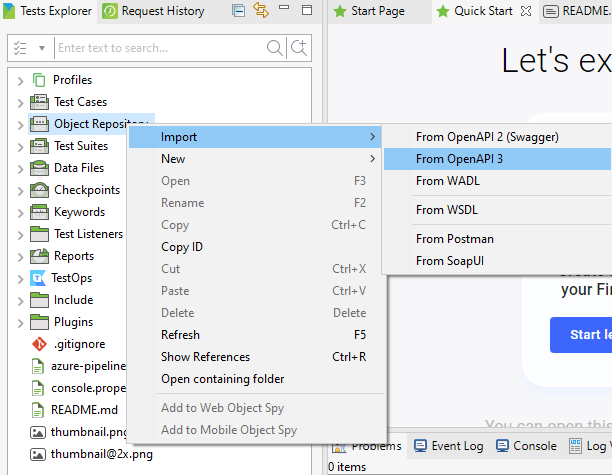 Tests Explorer
Request History
Start Page
Quick Start
README.
Enter text to search...
Let's ex
Profiles
Test Cases
Object Repository
Test Suites
Data Files
Checkpoints
Keywords
Test Listeners
Reports
TestOps
Include
Plugins
.gitignore
azure-pipeline
console.prope
README.md
thumbnail.png
thumbnail@2x.png
Import
New
Open F3
Rename F2
Copy Ctrl+C
Copy ID
Cut Ctrl+X
Paste Ctrl+V
Delete Delete
Refresh F5
Show References Ctrl+R
Open containing folder
Add to Web Object Spy
Add to Mobile Object Spy
From OpenAPI 2 (Swagger)
From OpenAPI 3
From WADL
From WSDL
From Postman
From SoapUI
your Fir
Start le
You can open this
Problems
Event Log
Console
Log V
0 items